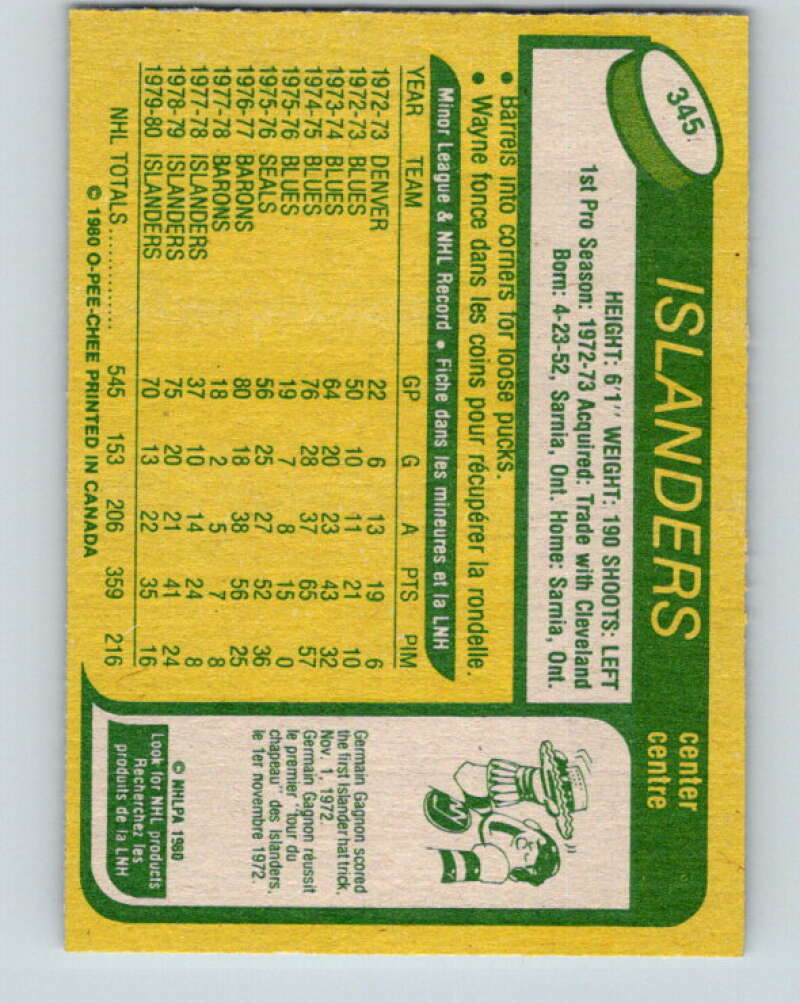 345
ISLANDERS
center
centre
HEIGHT: 6'1" WEIGHT: 190 SHOOTS: LEFT
1st Pro Season: 1972-73 Acquired: Trade with Cleveland
Born: 4-23-52, Sarnia, Ont. Home: Sarnia, Ont.
• Barrels into corners for loose pucks.
• Wayne fonce dans les coins pour récupérer la rondelle.
Minor League & NHL Record • Fiche dans les mineures et la LNH
YEAR TEAM GP G A PTS PIM
1972-73 DENVER 22 6 13 19 6
1972-73 BLUES 50 10 11 21 10
1973-74 BLUES 64 20 23 43 32
1974-75 BLUES 76 28 37 65 57
1975-76 BLUES 19 7 8 15 0
1975-76 SEALS 56 25 27 52 36
1976-77 BARONS 80 18 38 56 25
1977-78 BARONS 18 2 5 7 8
1977-78 ISLANDERS 37 10 14 24 8
1978-79 ISLANDERS 75 20 21 41 24
1979-80 ISLANDERS 70 13 22 35 16
NHL TOTALS .............. 545 153 206 359 216
© 1980 O-PEE-CHEE PRINTED IN CANADA
Germain Gagnon scored
the first Islander hat trick,
Nov. 1, 1972.
Germain Gagnon réussit
le premier "tour du
chapeau" des Islanders,
le 1er novembre 1972.
© NHLPA 1980
Look for NHL products
Recherchez les
produits de la LNH